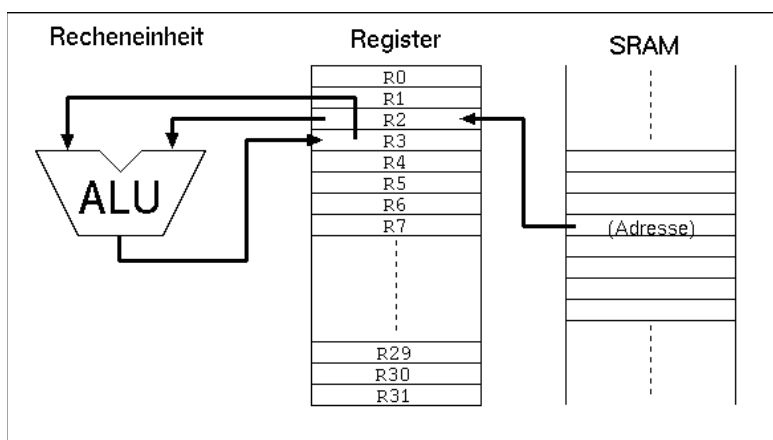 Recheneinheit
Register
SRAM
R0
R1
R2
R3
R4
R5
R6
R7
R29
R30
R31
ALU
(Adresse)